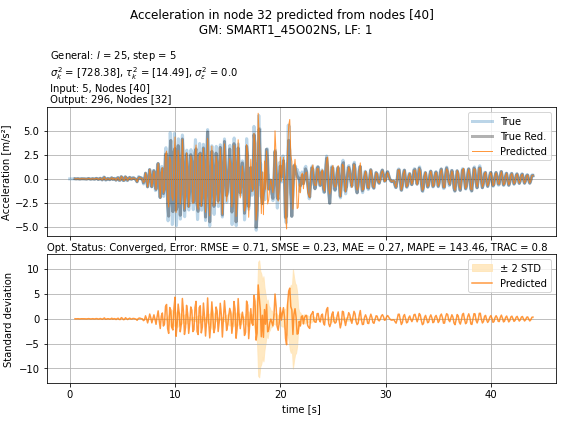 Acceleration in node 32 predicted from nodes [40]
GM: SMART1_45O02NS, LF: 1
General: l = 25, step = 5
σ²ₖ = [728.38], τ²ₖ = [14.49], σ²ε = 0.0
Input: 5, Nodes [40]
Output: 296, Nodes [32]
Acceleration [m/s²]
5.0
2.5
0.0
−2.5
−5.0
True
True Red.
Predicted
Opt. Status: Converged, Error: RMSE = 0.71, SMSE = 0.23, MAE = 0.27, MAPE = 143.46, TRAC = 0.8
Standard deviation
10
5
0
−5
−10
± 2 STD
Predicted
0 10 20 30 40
time [s]